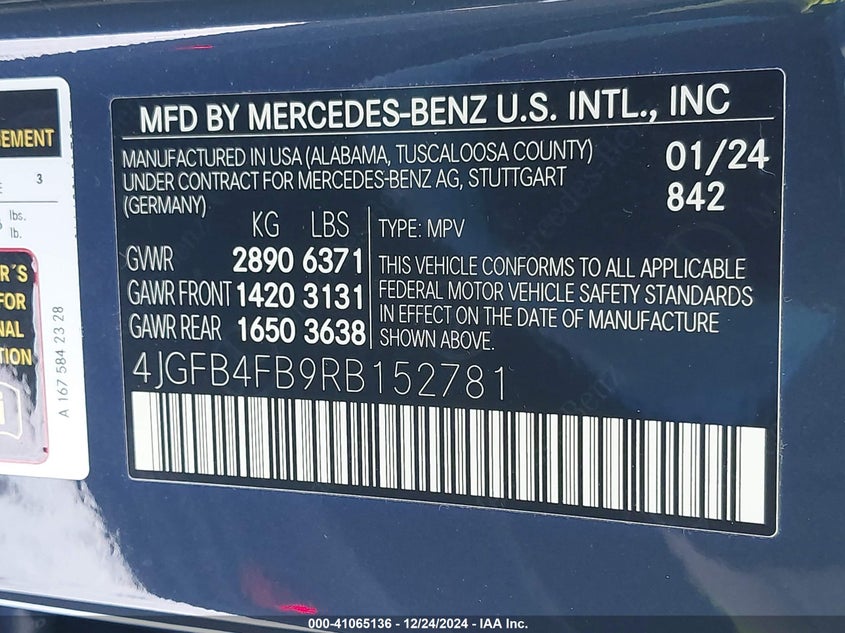 EMENT
3
lbs.
lb.
R´S
FOR
NAL
TION
A 167 584 23 28
MFD BY MERCEDES-BENZ U.S. INTL., INC
MANUFACTURED IN USA (ALABAMA, TUSCALOOSA COUNTY)
UNDER CONTRACT FOR MERCEDES-BENZ AG, STUTTGART
(GERMANY)
01/24
842
KG LBS
GVWR 2890 6371
GAWR FRONT 1420 3131
GAWR REAR 1650 3638
TYPE: MPV
THIS VEHICLE CONFORMS TO ALL APPLICABLE
FEDERAL MOTOR VEHICLE SAFETY STANDARDS
IN EFFECT ON THE DATE OF MANUFACTURE
SHOWN ABOVE.
4JGFB4FB9RB152781
000-41065136 - 12/24/2024 - IAA Inc.